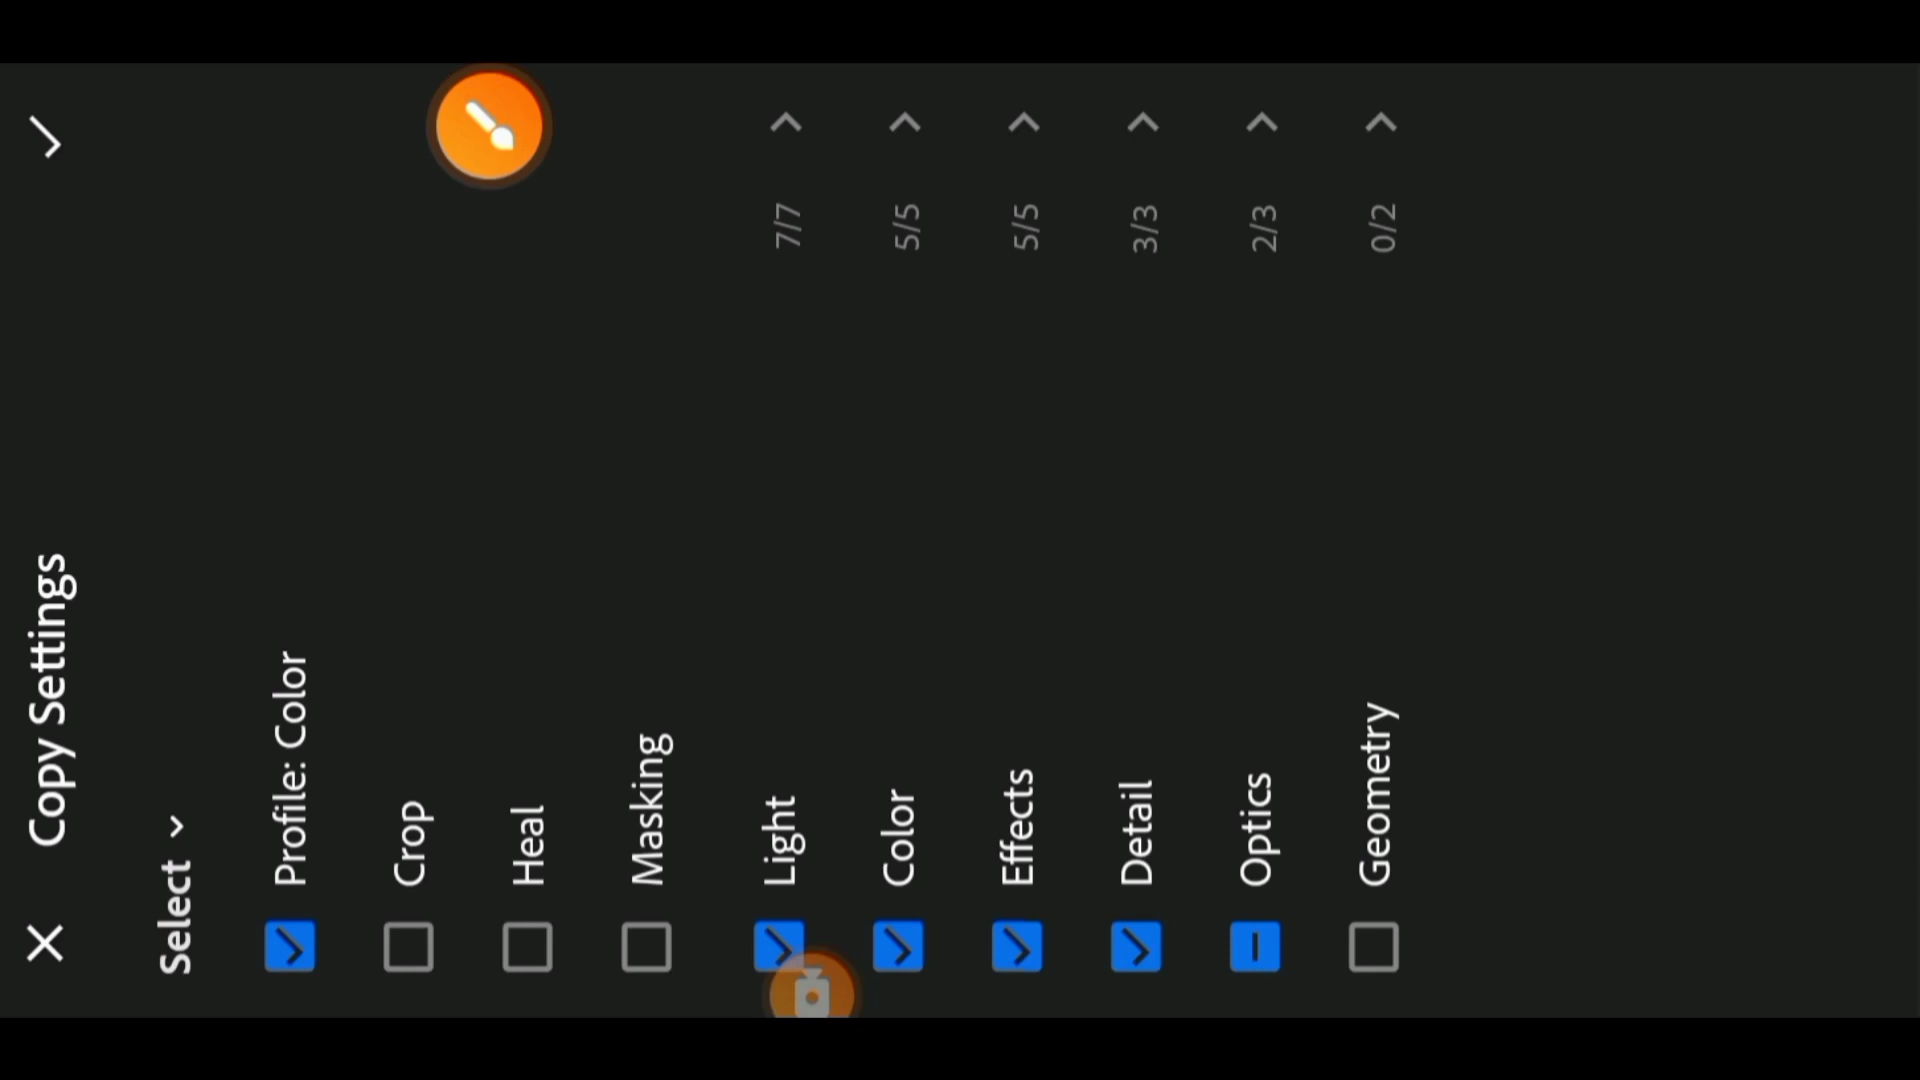 Copy Settings
Select
Profile: Color
Crop
Heal
Masking
Light 7/7
Color 5/5
Effects 5/5
Detail 3/3
Optics 2/3
Geometry 0/2